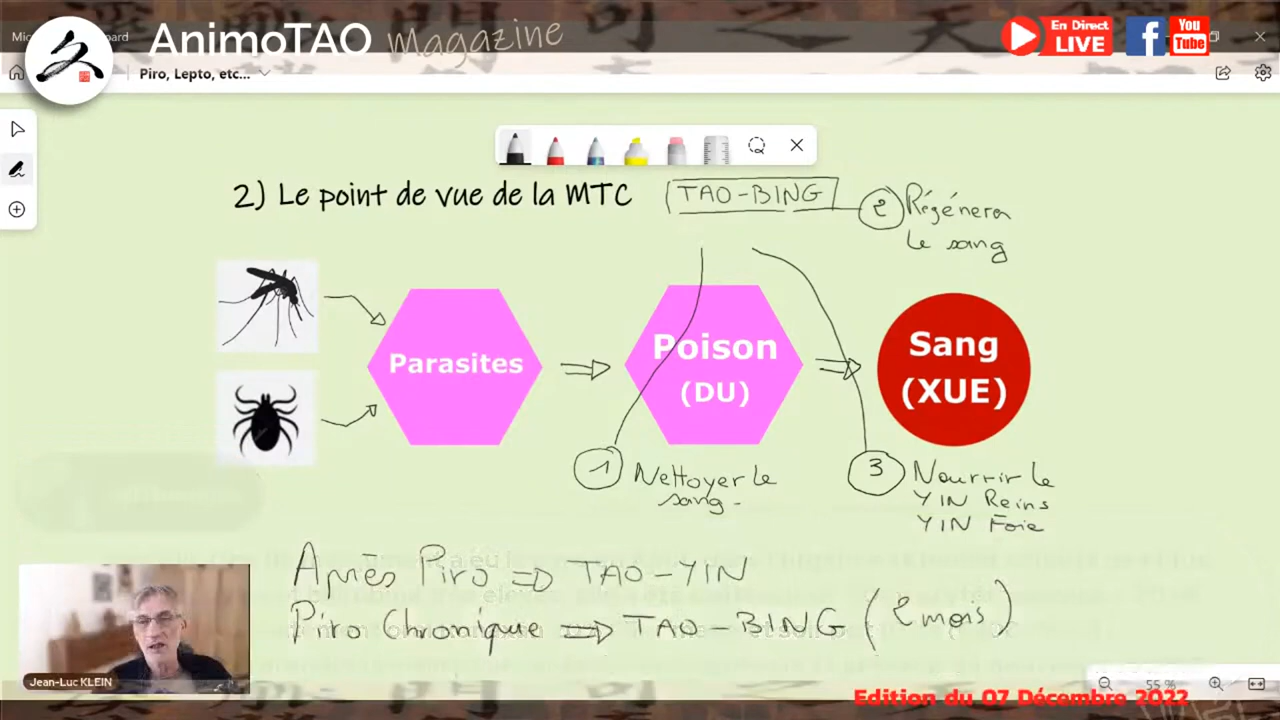 AnimoTAO Magazine
En Direct
LIVE
You
Tube
Piro, Lepto, etc...
2) Le point de vue de la MTC
TAO-BING
2 Régénerer
le sang
Parasites
Poison
(DU)
Sang
(XUE)
1 Nettoyer le
sang
3 Nourrir le
YIN Reins
YIN Foie
Après Piro => TAO-YIN
Piro Chronique => TAO-BING (2 mois)
Jean-Luc KLEIN
55 %
Edition du 07 Décembre 2022